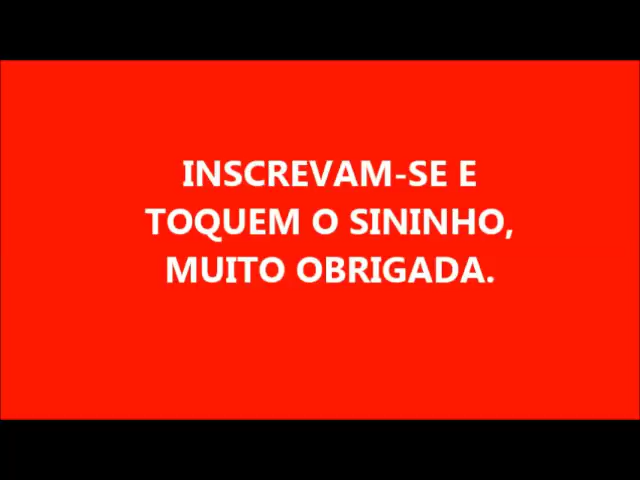 INSCREVAM-SE E
TOQUEM O SININHO,
MUITO OBRIGADA.